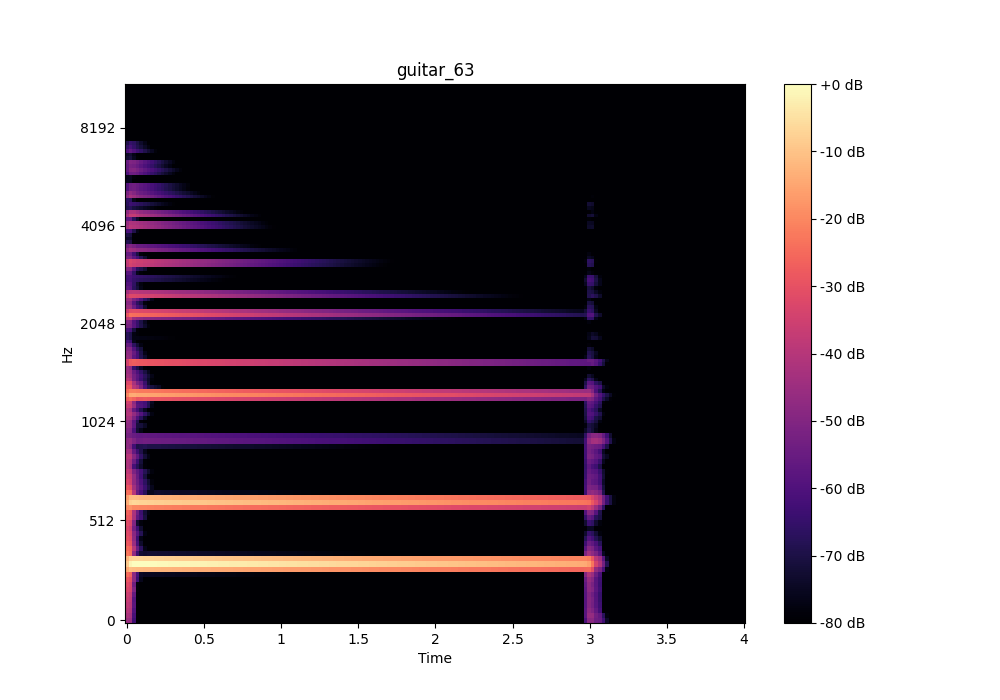 guitar_63
8192
4096
2048
1024
512
0
Hz
0 0.5 1 1.5 2 2.5 3 3.5 4
Time
+0 dB
-10 dB
-20 dB
-30 dB
-40 dB
-50 dB
-60 dB
-70 dB
-80 dB